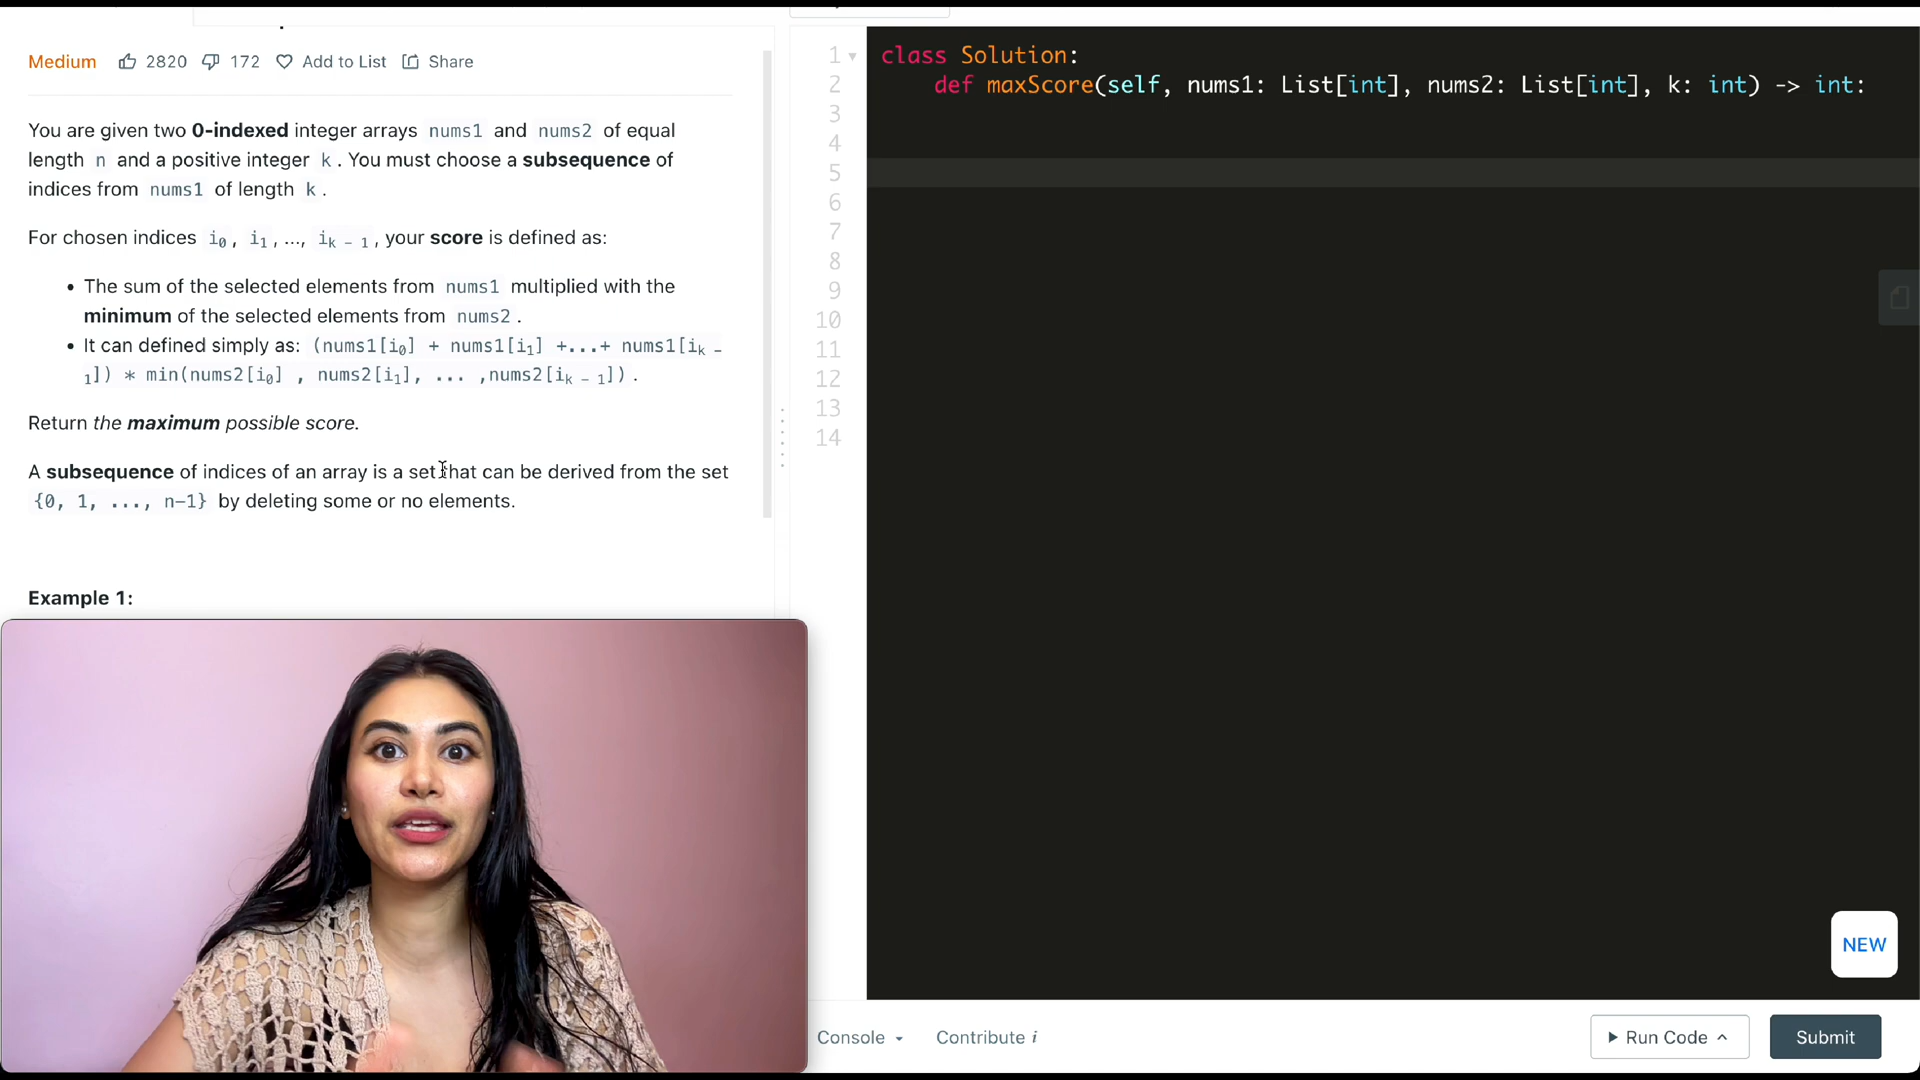 Medium 2820 172 Add to List Share
You are given two 0-indexed integer arrays nums1 and nums2 of equal
length n and a positive integer k. You must choose a subsequence of
indices from nums1 of length k.
For chosen indices i0, i1, ..., ik - 1, your score is defined as:
• The sum of the selected elements from nums1 multiplied with the
minimum of the selected elements from nums2.
• It can defined simply as: (nums1[i0] + nums1[i1] +...+ nums1[ik -
1]) * min(nums2[i0] , nums2[i1], ... ,nums2[ik - 1]).
Return the maximum possible score.
A subsequence of indices of an array is a set that can be derived from the set
{0, 1, ..., n-1} by deleting some or no elements.
Example 1:
1 class Solution:
2 def maxScore(self, nums1: List[int], nums2: List[int], k: int) -> int:
3
4
5
6
7
8
9
10
11
12
13
14
NEW
Console Contribute i Run Code Submit